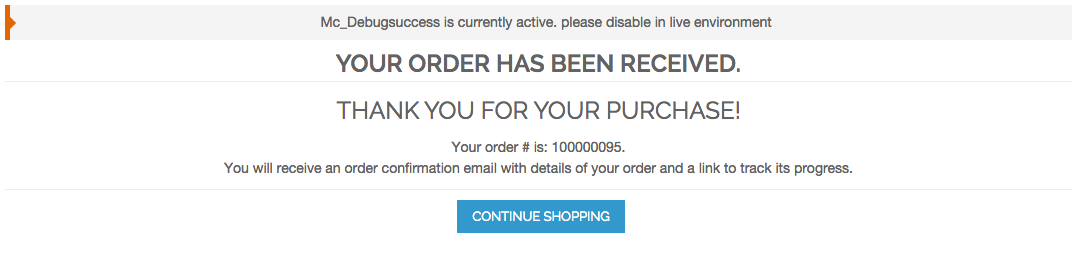 Mc_Debugsuccess is currently active. please disable in live environment
YOUR ORDER HAS BEEN RECEIVED.
THANK YOU FOR YOUR PURCHASE!
Your order # is: 100000095.
You will receive an order confirmation email with details of your order and a link to track its progress.
CONTINUE SHOPPING